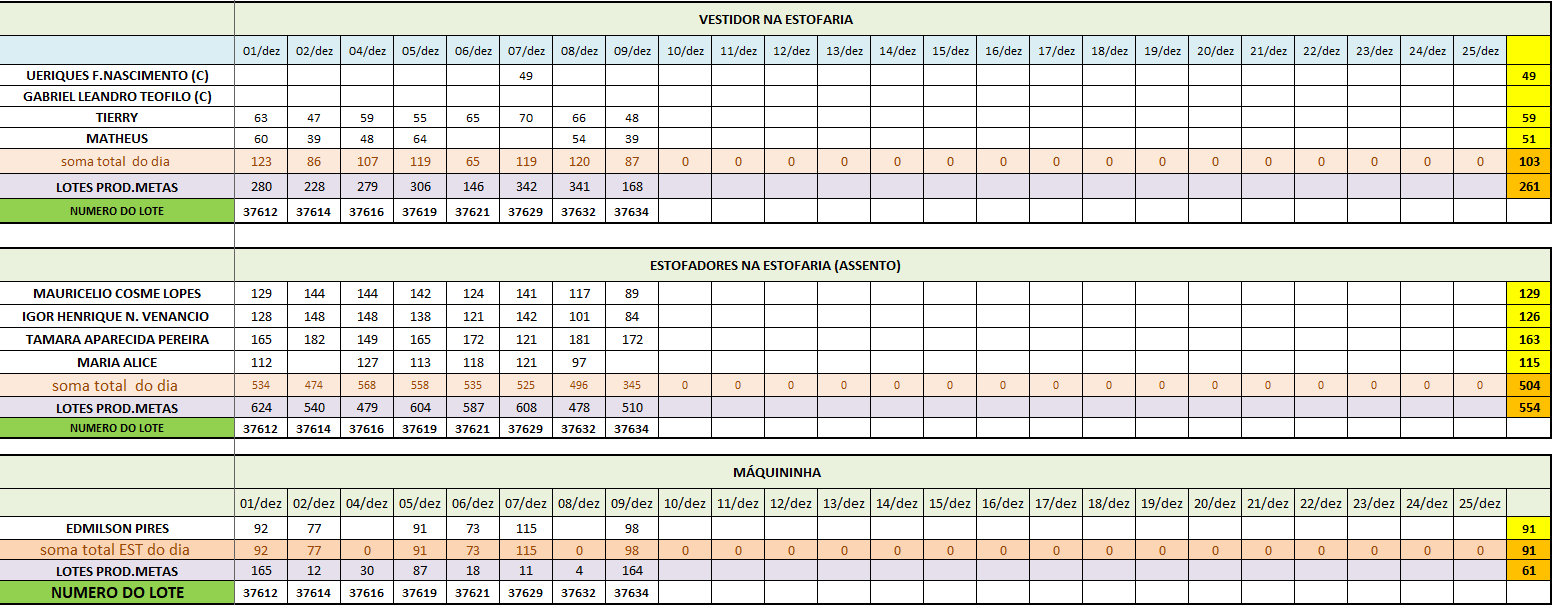 VESTIDOR NA ESTOFARIA
01/dez 02/dez 04/dez 05/dez 06/dez 07/dez 08/dez 09/dez 10/dez 11/dez 12/dez 13/dez 14/dez 15/dez 16/dez 17/dez 18/dez 19/dez 20/dez 21/dez 22/dez 23/dez 24/dez 25/dez
UERIQUES F.NASCIMENTO (C) 49 49
GABRIEL LEANDRO TEOFILO (C)
TIERRY 63 47 59 55 65 70 66 48 59
MATHEUS 60 39 48 64 54 39 51
soma total do dia 123 86 107 119 65 119 120 87 0 0 0 0 0 0 0 0 0 0 0 0 0 0 0 0 103
LOTES PROD.METAS 280 228 279 306 146 342 341 168 261
NUMERO DO LOTE 37612 37614 37616 37619 37621 37629 37632 37634
ESTOFADORES NA ESTOFARIA (ASSENTO)
MAURICELIO COSME LOPES 129 144 144 142 124 141 117 89 129
IGOR HENRIQUE N. VENANCIO 128 148 148 138 121 142 101 84 126
TAMARA APARECIDA PEREIRA 165 182 149 165 172 121 181 172 163
MARIA ALICE 112 127 113 118 121 97 115
soma total do dia 534 474 568 558 535 525 496 345 0 0 0 0 0 0 0 0 0 0 0 0 0 0 0 0 504
LOTES PROD.METAS 624 540 479 604 587 608 478 510 554
NUMERO DO LOTE 37612 37614 37616 37619 37621 37629 37632 37634
MÁQUININHA
01/dez 02/dez 04/dez 05/dez 06/dez 07/dez 08/dez 09/dez 10/dez 11/dez 12/dez 13/dez 14/dez 15/dez 16/dez 17/dez 18/dez 19/dez 20/dez 21/dez 22/dez 23/dez 24/dez 25/dez
EDMILSON PIRES 92 77 91 73 115 98 91
soma total EST do dia 92 77 0 91 73 115 0 98 0 0 0 0 0 0 0 0 0 0 0 0 0 0 0 0 91
LOTES PROD.METAS 165 12 30 87 18 11 4 164 61
NUMERO DO LOTE 37612 37614 37616 37619 37621 37629 37632 37634